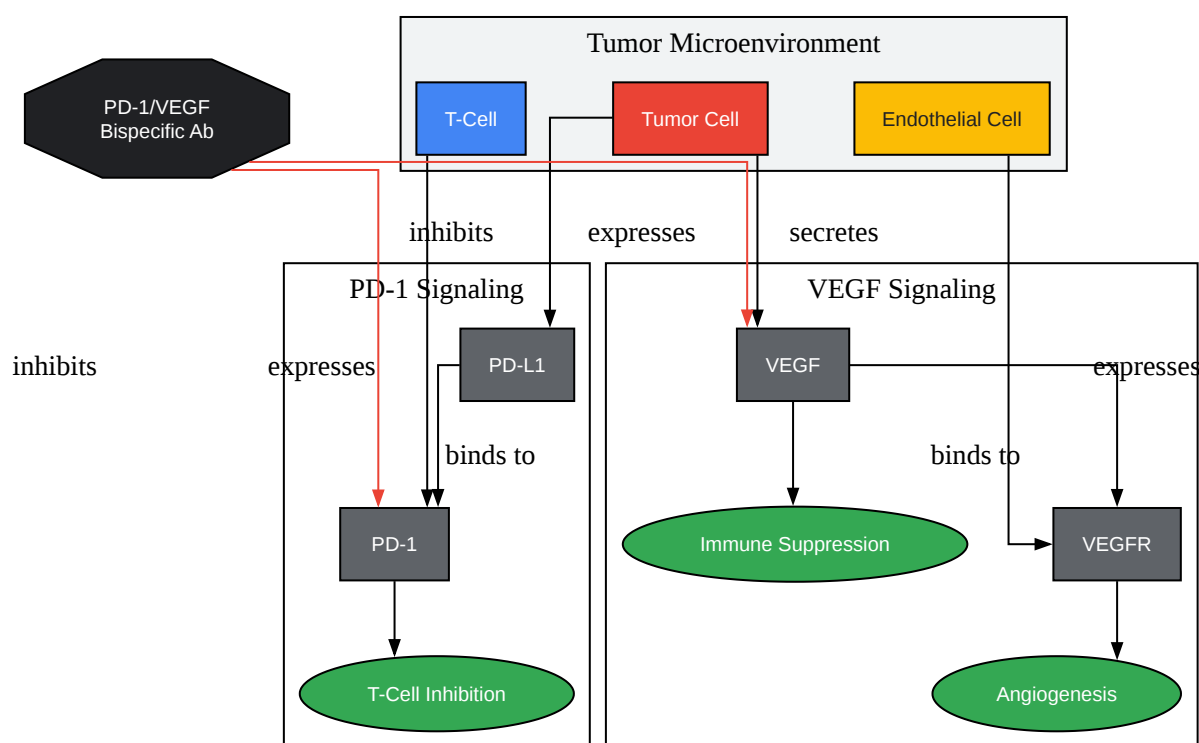 Tumor Microenvironment
PD-1/VEGF
Bispecific Ab
T-Cell
Tumor Cell
Endothelial Cell
inhibits
expresses
secretes
PD-1 Signaling
VEGF Signaling
inhibits
expresses
PD-L1
VEGF
expresses
binds to
binds to
PD-1
Immune Suppression
VEGFR
T-Cell Inhibition
Angiogenesis